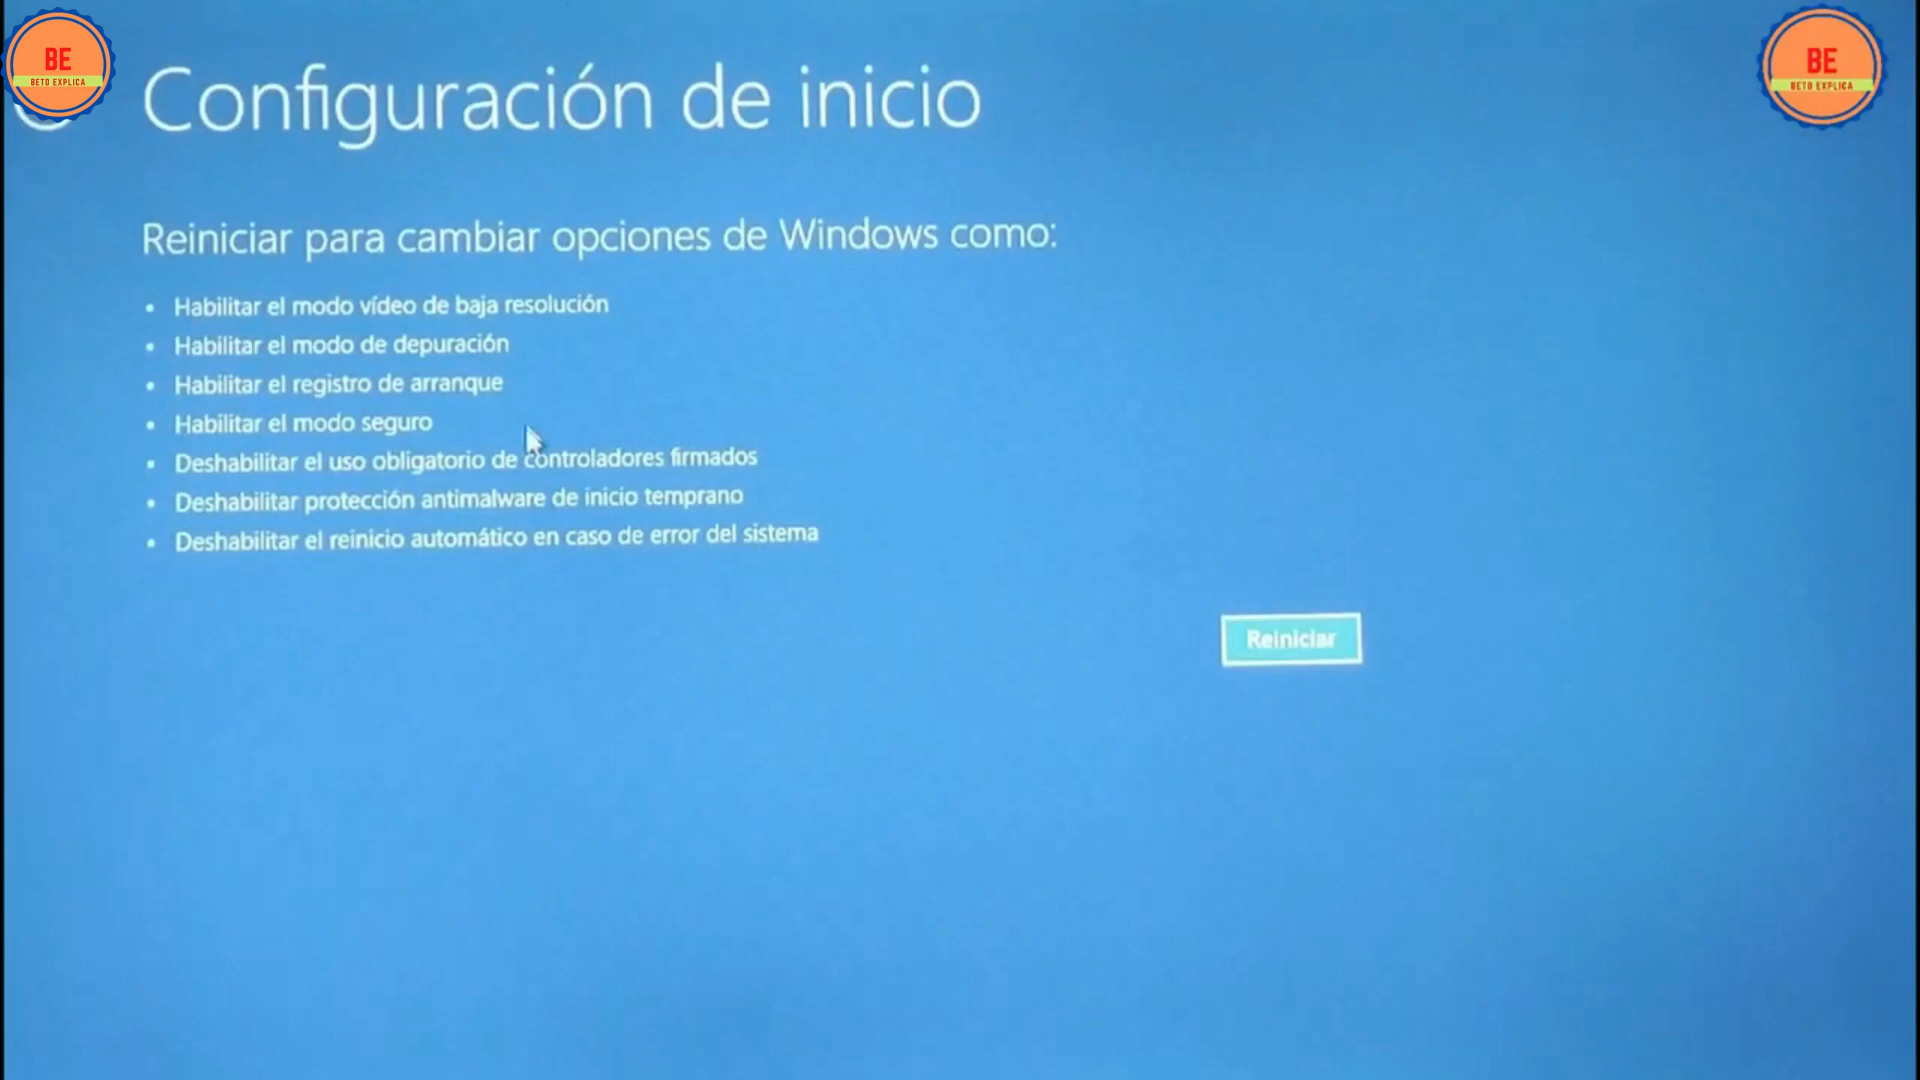 BE
BETO EXPLICA
BE
BETO EXPLICA
Configuración de inicio
Reiniciar para cambiar opciones de Windows como:
• Habilitar el modo vídeo de baja resolución
• Habilitar el modo de depuración
• Habilitar el registro de arranque
• Habilitar el modo seguro
• Deshabilitar el uso obligatorio de controladores firmados
• Deshabilitar protección antimalware de inicio temprano
• Deshabilitar el reinicio automático en caso de error del sistema
Reiniciar